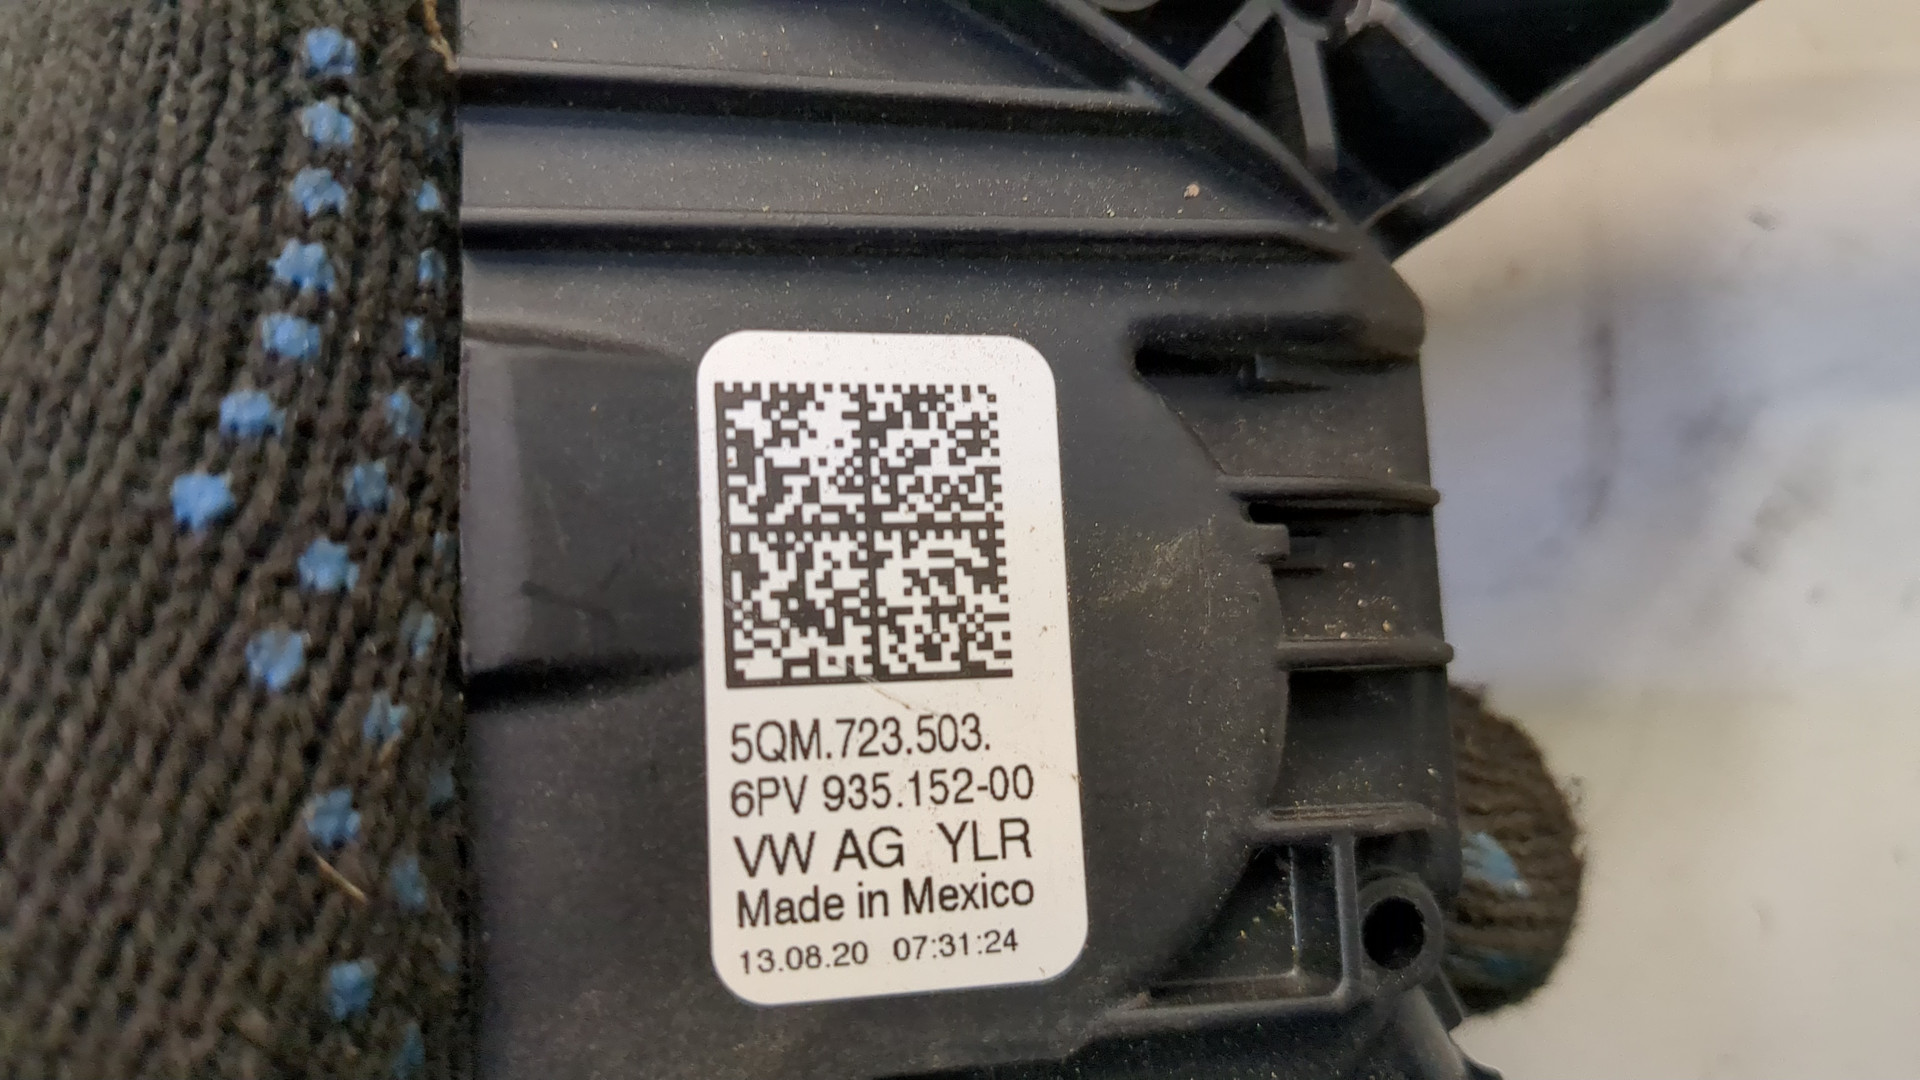 5QM.723.503.
6PV 935.152-00
VW AG YLR
Made in Mexico
13.08.20 07:31:24